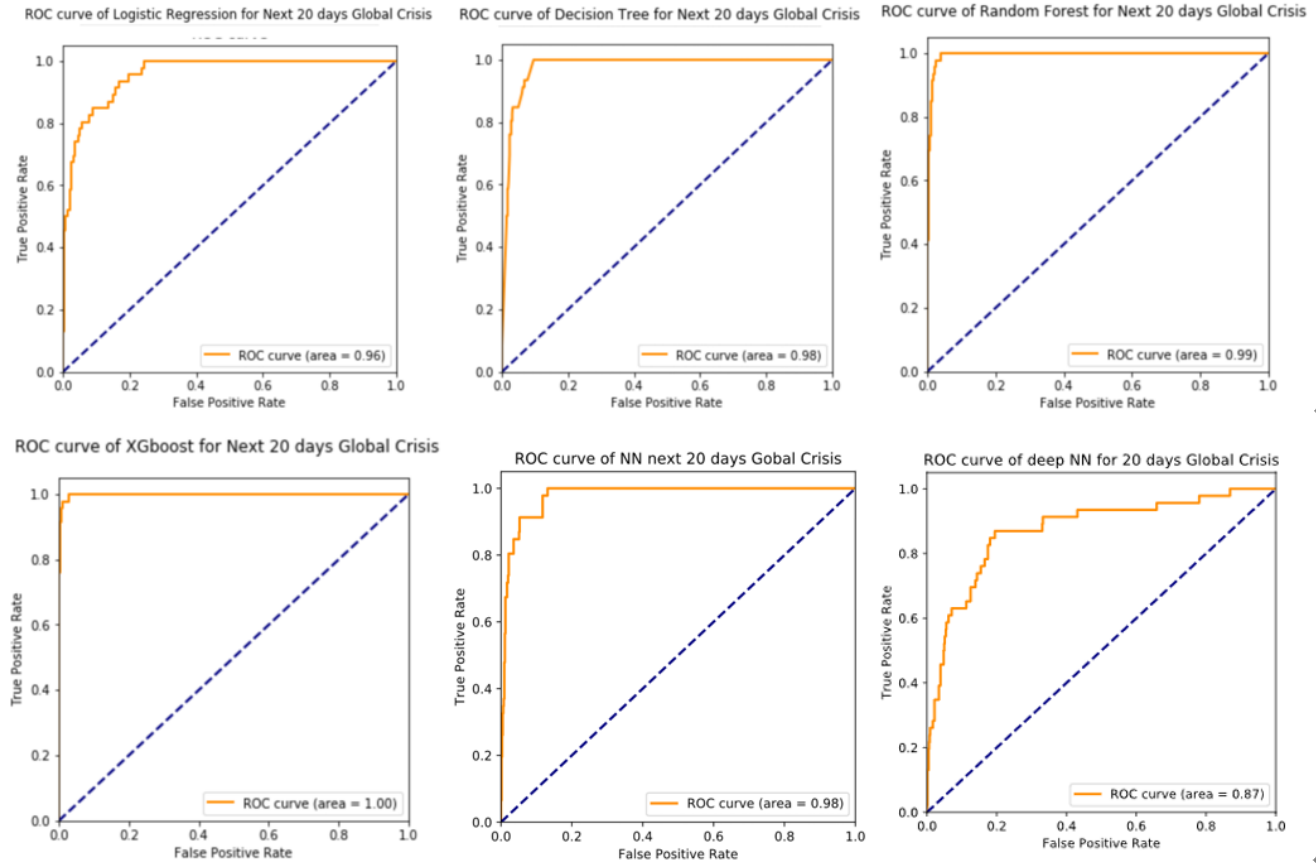 ROC curve of Logistic Regression for Next 20 days Global Crisis
1.0
0.8
0.6
0.4
0.2
0.0
True Positive Rate
ROC curve (area = 0.96)
0.0 0.2 0.4 0.6 0.8 1.0
False Positive Rate
ROC curve of Decision Tree for Next 20 days Global Crisis
1.0
0.8
0.6
0.4
0.2
0.0
True Positive Rate
ROC curve (area = 0.98)
0.0 0.2 0.4 0.6 0.8 1.0
False Positive Rate
ROC curve of Random Forest for Next 20 days Global Crisis
1.0
0.8
0.6
0.4
0.2
0.0
True Positive Rate
ROC curve (area = 0.99)
0.0 0.2 0.4 0.6 0.8 1.0
False Positive Rate
ROC curve of XGboost for Next 20 days Global Crisis
1.0
0.8
0.6
0.4
0.2
0.0
True Positive Rate
ROC curve (area = 1.00)
0.0 0.2 0.4 0.6 0.8 1.0
False Positive Rate
ROC curve of NN next 20 days Gobal Crisis
1.0
0.8
0.6
0.4
0.2
0.0
True Positive Rate
ROC curve (area = 0.98)
0.0 0.2 0.4 0.6 0.8 1.0
False Positive Rate
ROC curve of deep NN for 20 days Global Crisis
1.0
0.8
0.6
0.4
0.2
0.0
True Positive Rate
ROC curve (area = 0.87)
0.0 0.2 0.4 0.6 0.8 1.0
False Positive Rate